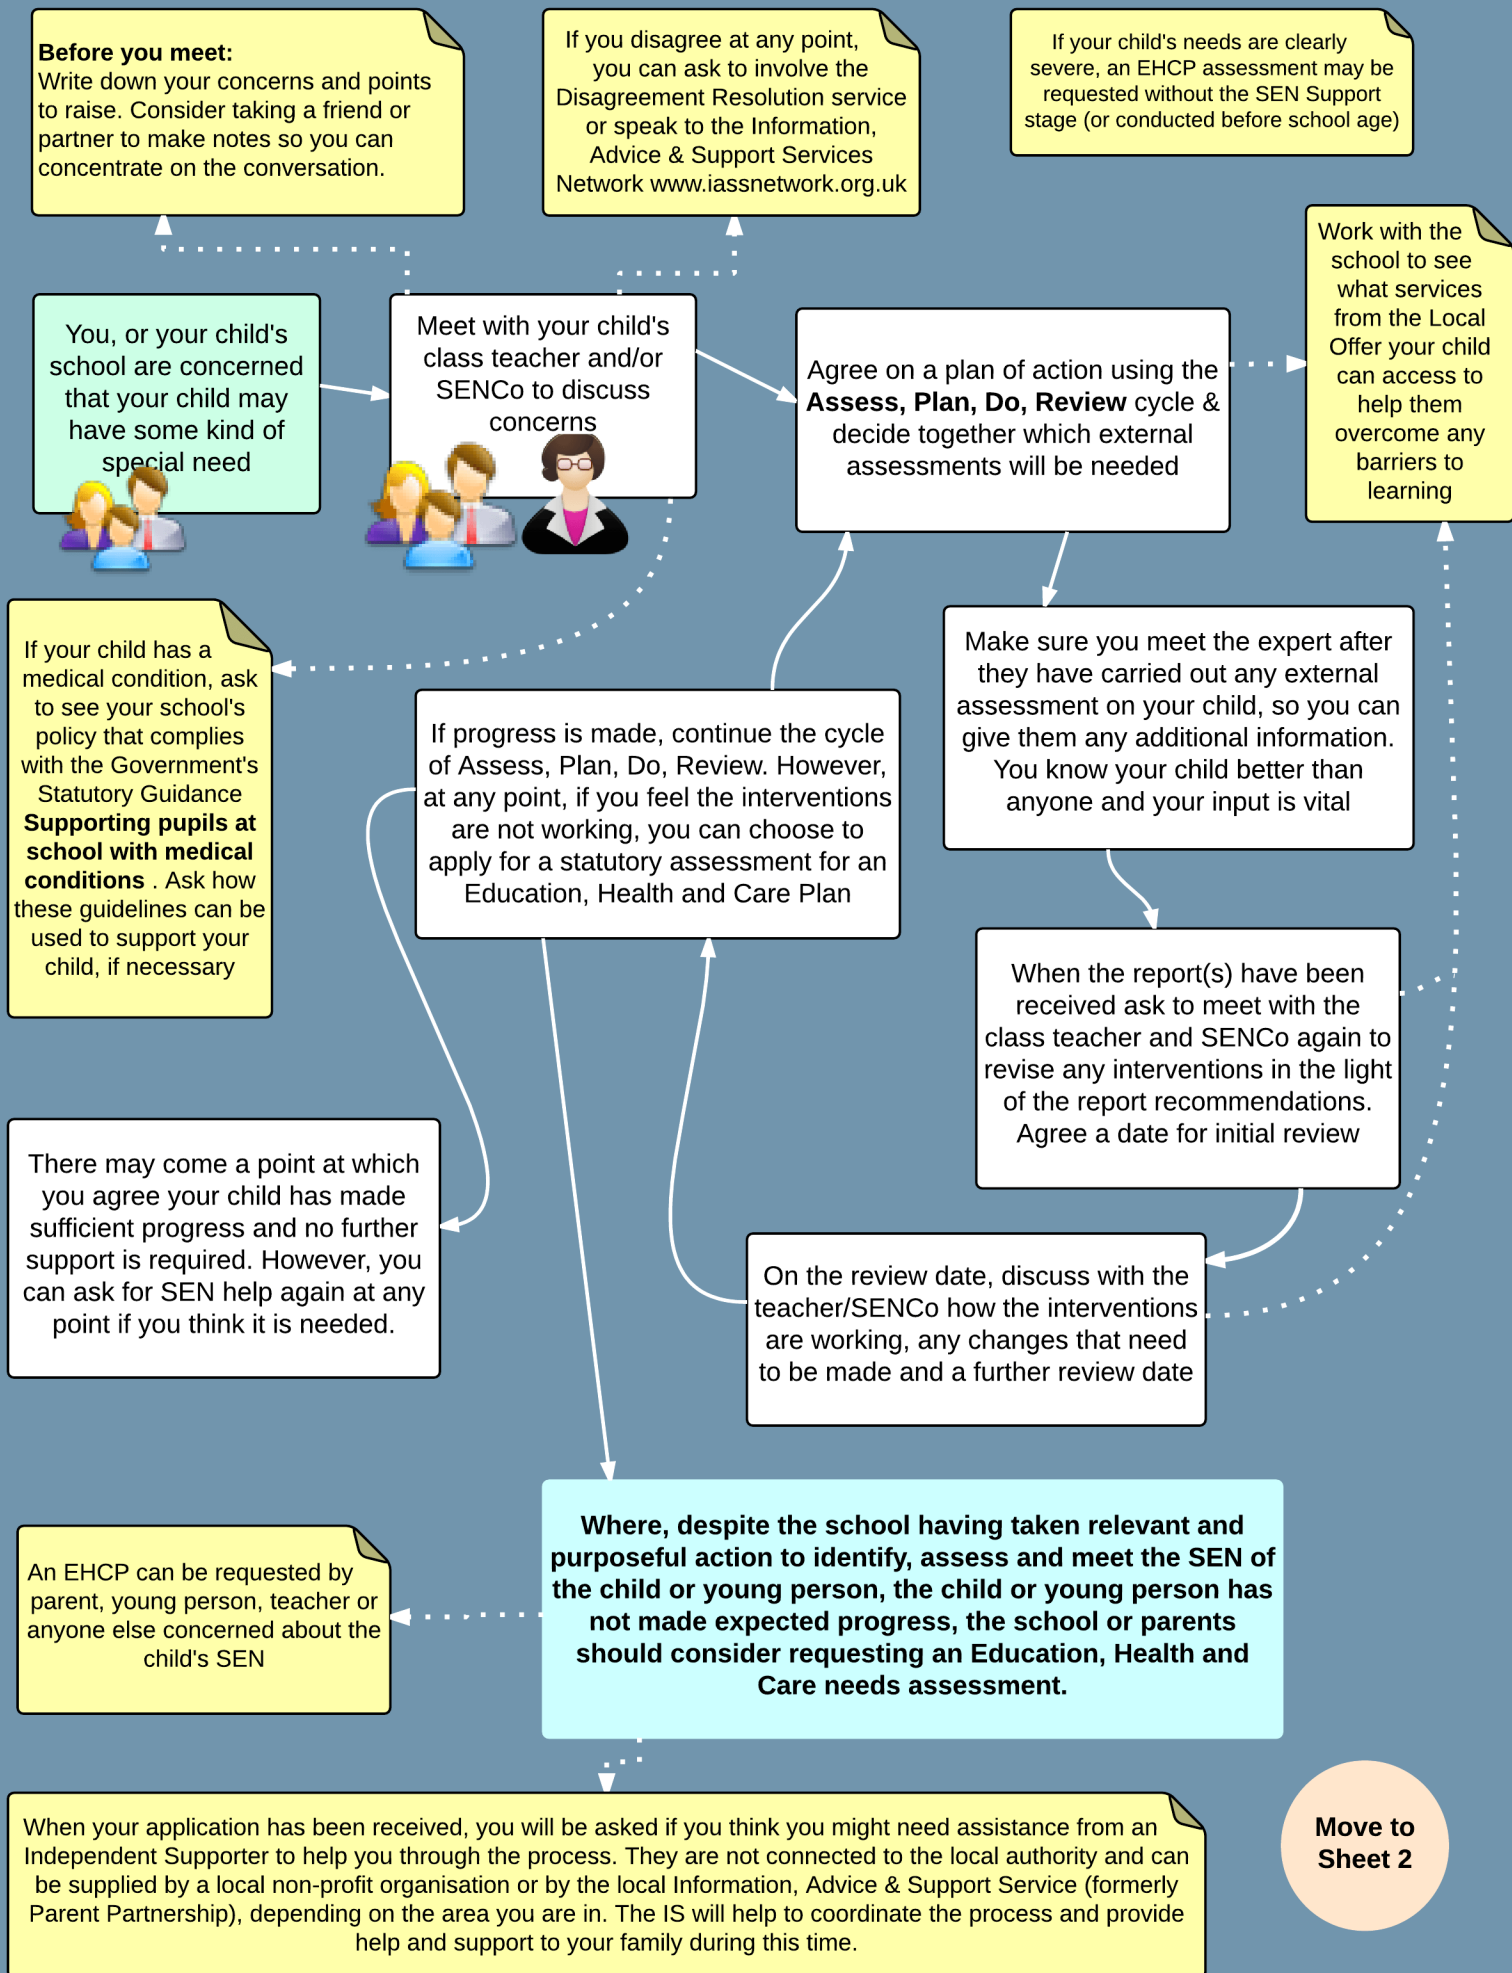 Before you meet:
Write down your concerns and points
to raise. Consider taking a friend or
partner to make notes so you can
concentrate on the conversation.
If you disagree at any point,
you can ask to involve the
Disagreement Resolution service
or speak to the Information,
Advice & Support Services
Network www.iassnetwork.org.uk
If your child's needs are clearly
severe, an EHCP assessment may be
requested without the SEN Support
stage (or conducted before school age)
Work with the
school to see
what services
from the Local
Offer your child
can access to
help them
overcome any
barriers to
learning
You, or your child's
school are concerned
that your child may
have some kind of
special need
Meet with your child's
class teacher and/or
SENCo to discuss
concerns
Agree on a plan of action using the
Assess, Plan, Do, Review cycle &
decide together which external
assessments will be needed
If your child has a
medical condition, ask
to see your school's
policy that complies
with the Government's
Statutory Guidance
Supporting pupils at
school with medical
conditions . Ask how
these guidelines can be
used to support your
child, if necessary
If progress is made, continue the cycle
of Assess, Plan, Do, Review. However,
at any point, if you feel the interventions
are not working, you can choose to
apply for a statutory assessment for an
Education, Health and Care Plan
Make sure you meet the expert after
they have carried out any external
assessment on your child, so you can
give them any additional information.
You know your child better than
anyone and your input is vital
When the report(s) have been
received ask to meet with the
class teacher and SENCo again to
revise any interventions in the light
of the report recommendations.
Agree a date for initial review
There may come a point at which
you agree your child has made
sufficient progress and no further
support is required. However, you
can ask for SEN help again at any
point if you think it is needed.
On the review date, discuss with the
teacher/SENCo how the interventions
are working, any changes that need
to be made and a further review date
Where, despite the school having taken relevant and
purposeful action to identify, assess and meet the SEN of
the child or young person, the child or young person has
not made expected progress, the school or parents
should consider requesting an Education, Health and
Care needs assessment.
An EHCP can be requested by
parent, young person, teacher or
anyone else concerned about the
child's SEN
When your application has been received, you will be asked if you think you might need assistance from an
Independent Supporter to help you through the process. They are not connected to the local authority and can
be supplied by a local non-profit organisation or by the local Information, Advice & Support Service (formerly
Parent Partnership), depending on the area you are in. The IS will help to coordinate the process and provide
help and support to your family during this time.
Move to
Sheet 2